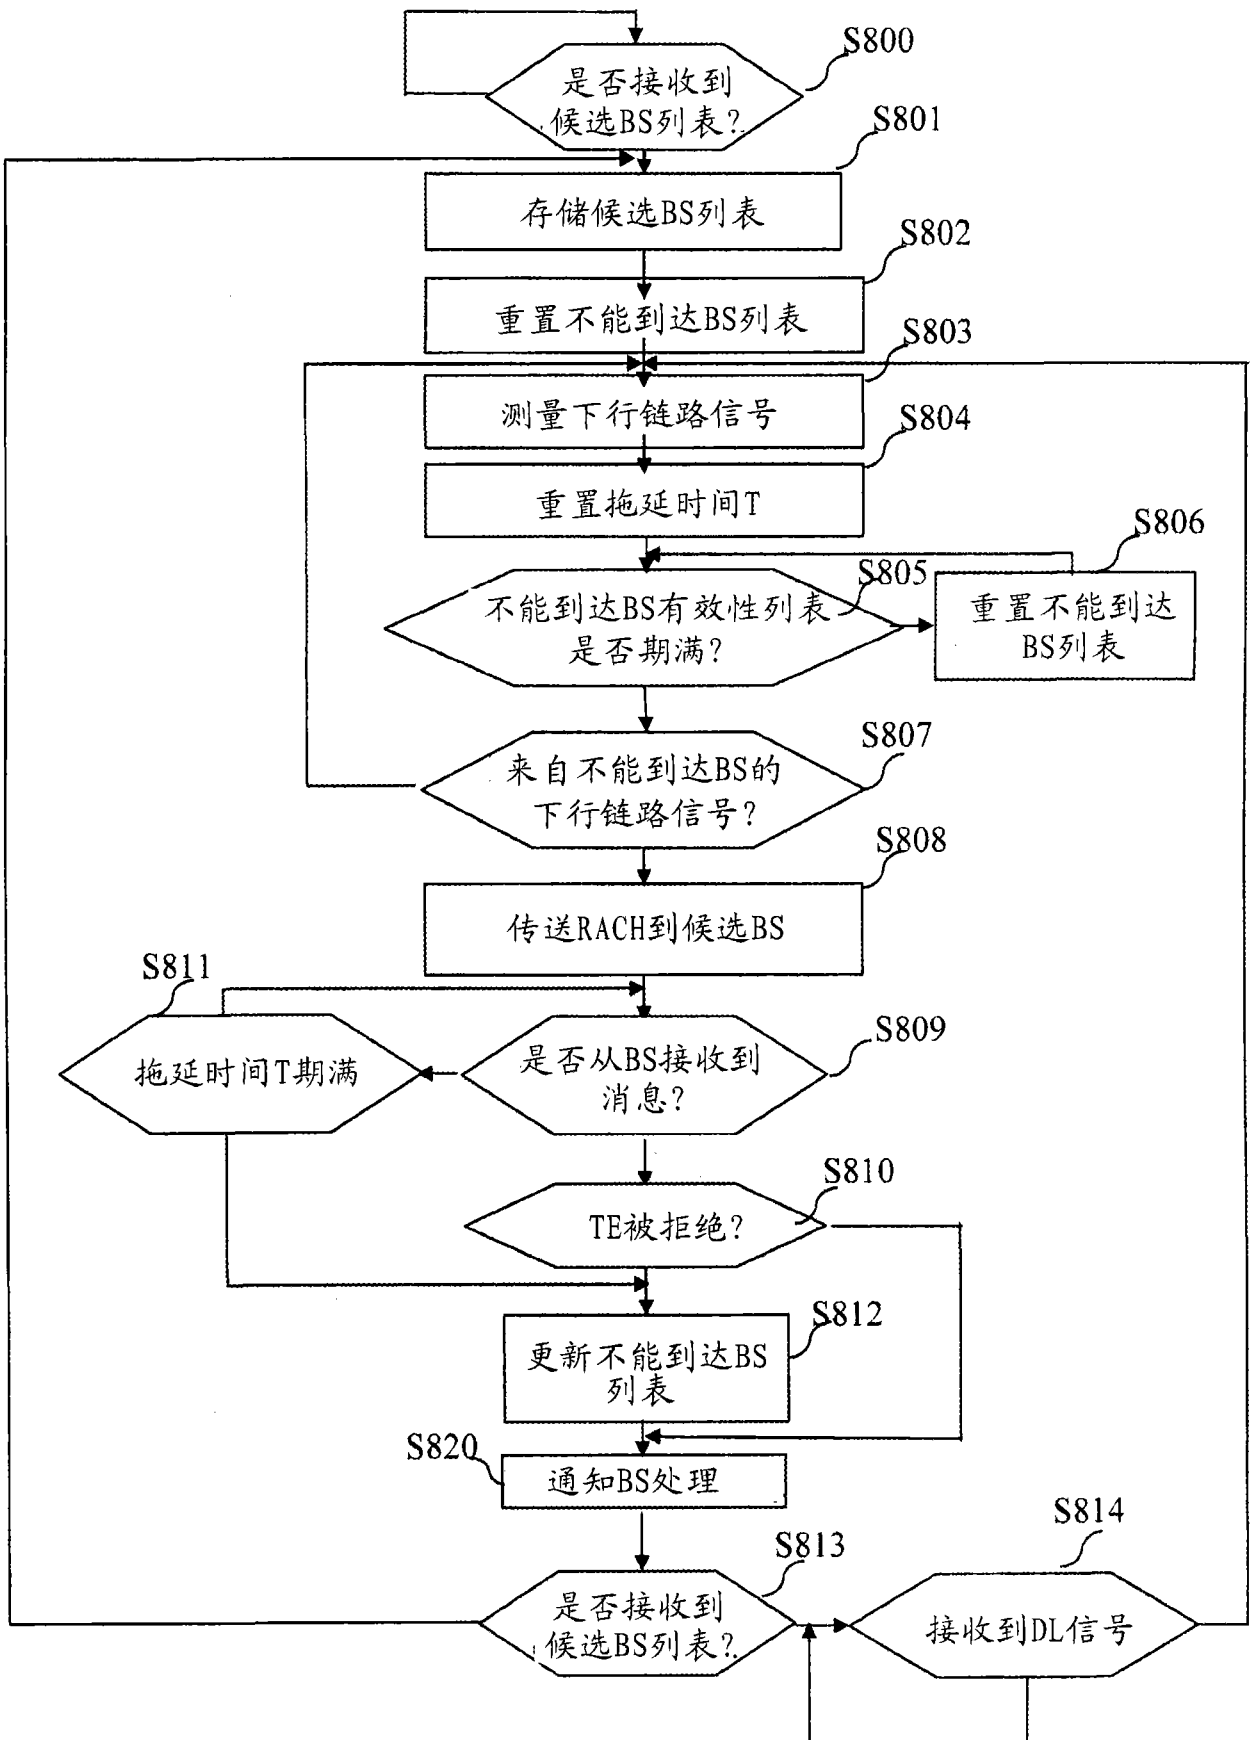 S800
是否接收到
候选BS列表？
S801
存储候选BS列表
S802
重置不能到达BS列表
S803
测量下行链路信号
S804
重置拖延时间T
S805
不能到达BS有效性列表
是否期满？
S806
重置不能到达
BS列表
S807
来自不能到达BS的
下行链路信号？
S808
传送RACH到候选BS
S811
拖延时间T期满
S809
是否从BS接收到
消息？
S810
TE被拒绝？
S812
更新不能到达BS
列表
S820
通知BS处理
S813
是否接收到
候选BS列表？
S814
接收到DL信号